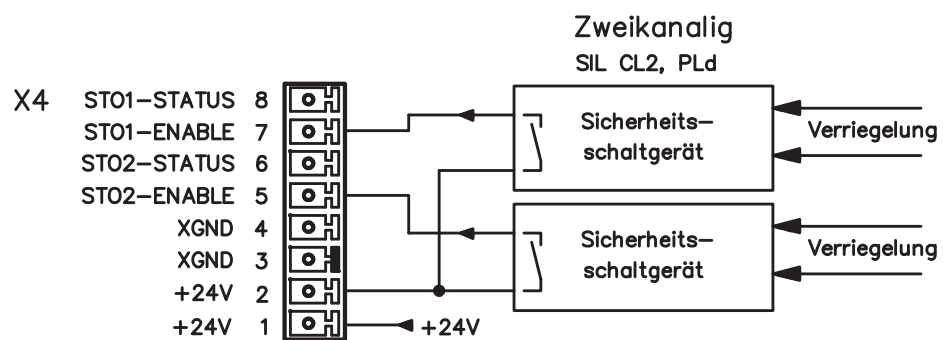 Zweikanalig
SIL CL2, PLd
X4
STO1-STATUS 8
STO1-ENABLE 7
STO2-STATUS 6
STO2-ENABLE 5
XGND 4
XGND 3
+24V 2
+24V 1
+24V
Sicherheits-
schaltgerät
Verriegelung
Sicherheits-
schaltgerät
Verriegelung